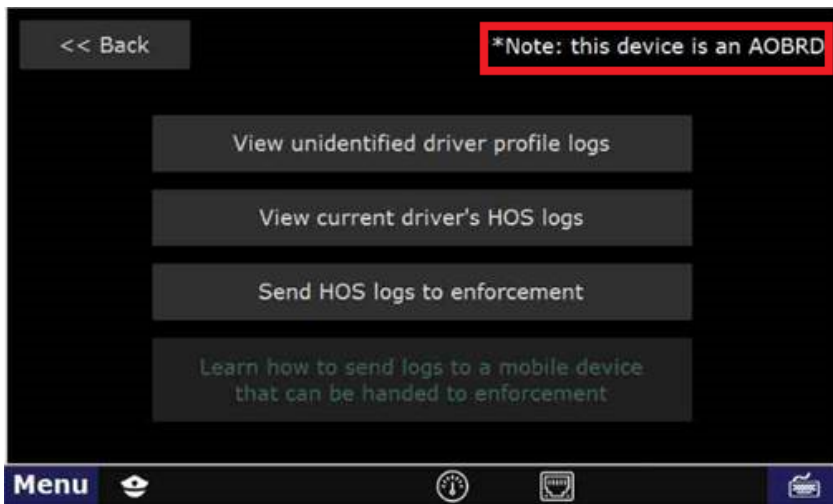 << Back
*Note: this device is an AOBRD
View unidentified driver profile logs
View current driver's HOS logs
Send HOS logs to enforcement
Learn how to send logs to a mobile device
that can be handed to enforcement
Menu